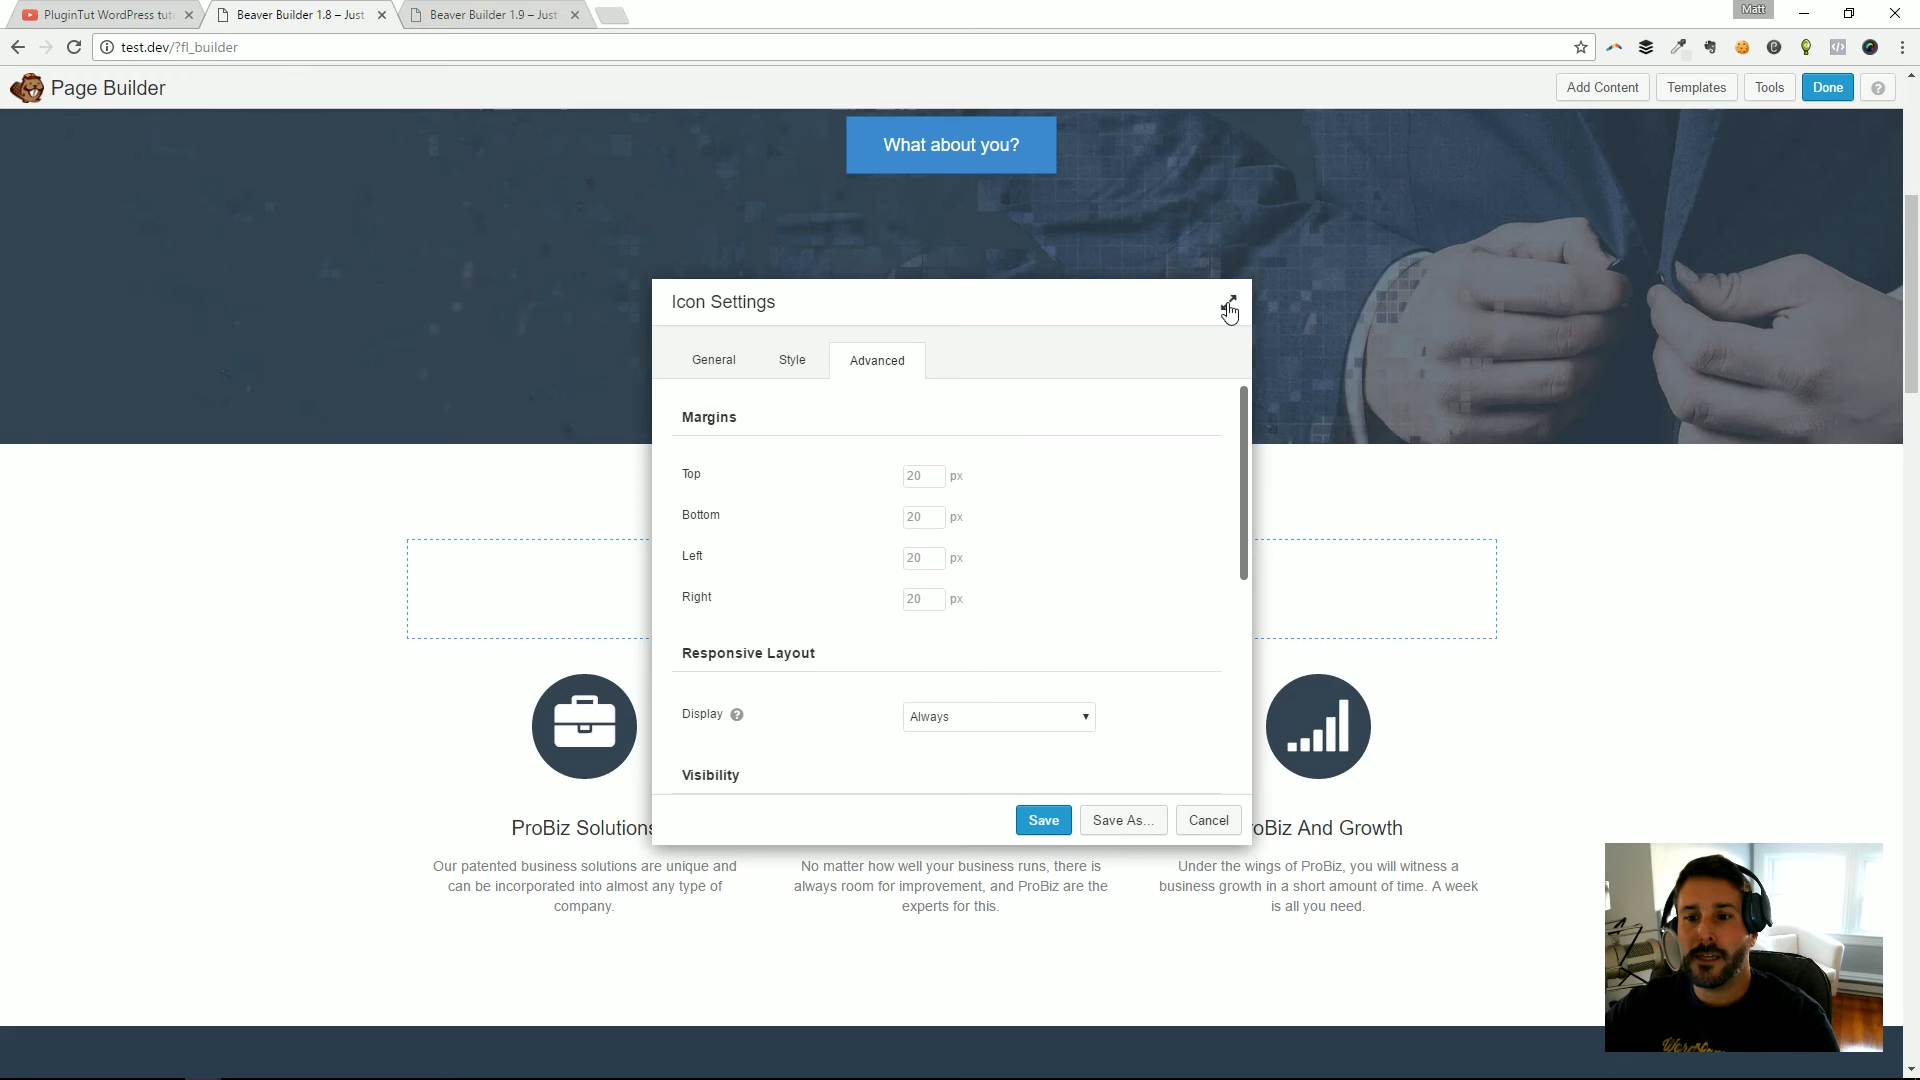 Matt
PluginTut WordPress tut
Beaver Builder 1.8 – Just
Beaver Builder 1.9 – Just
test.dev/?fl_builder
Page Builder
Add Content
Templates
Tools
Done
What about you?
Icon Settings
General
Style
Advanced
Margins
Top
20 px
Bottom
20 px
Left
20 px
Right
20 px
Responsive Layout
Display
Always
Visibility
Save
Save As...
Cancel
ProBiz Solutions
oBiz And Growth
Our patented business solutions are unique and
can be incorporated into almost any type of
company.
No matter how well your business runs, there is
always room for improvement, and ProBiz are the
experts for this.
Under the wings of ProBiz, you will witness a
business growth in a short amount of time. A week
is all you need.